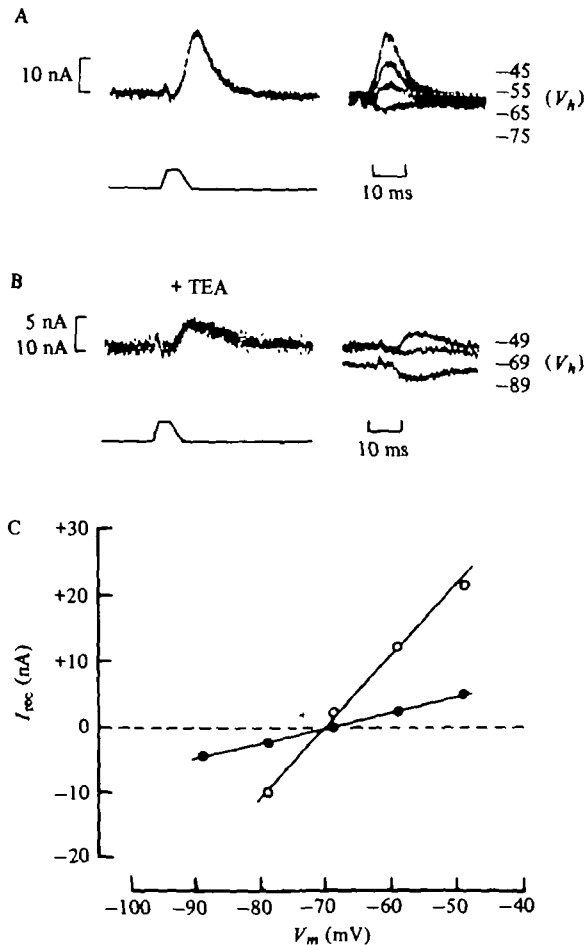 A
10 nA
−45
−55
(Vh)
−65
−75
10 ms
B
+ TEA
5 nA
10 nA
−49
−69 (Vh)
−89
10 ms
C
+30
+20
+10
0
−10
−20
Irec (nA)
−100 −90 −80 −70 −60 −50 −40
Vm (mV)